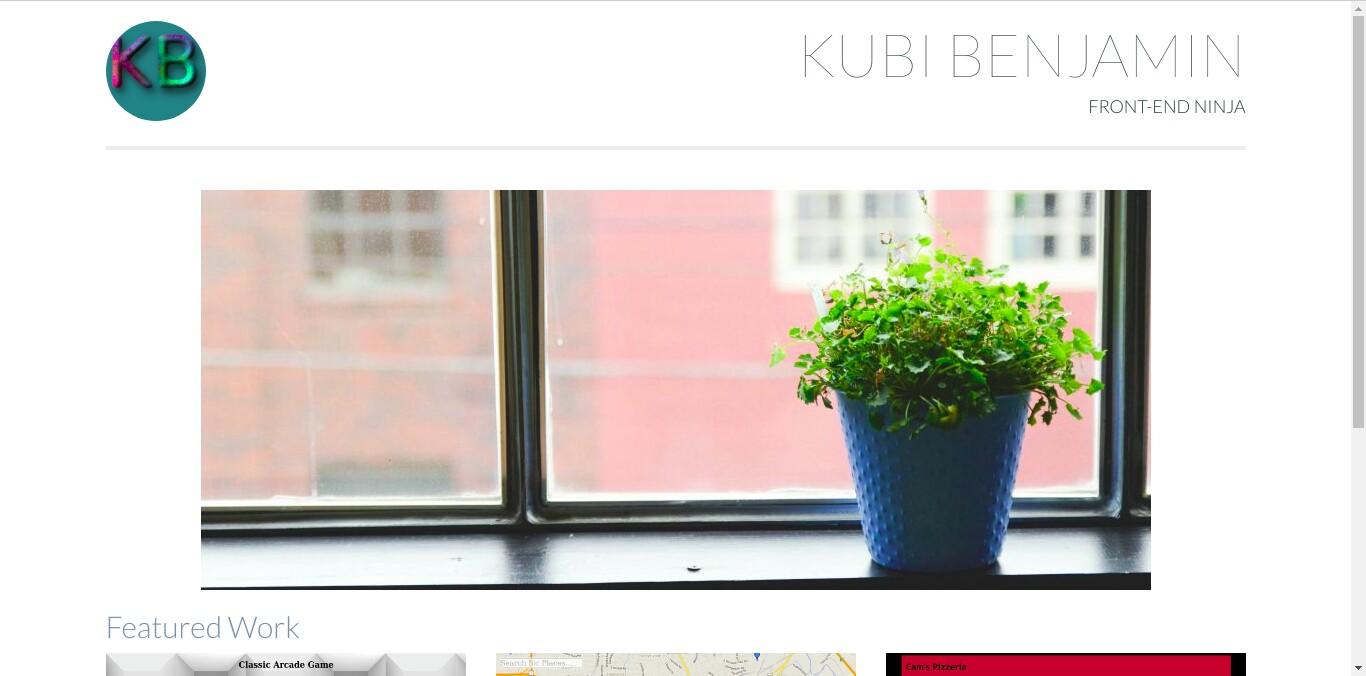 KB
KUBI BENJAMIN
FRONT-END NINJA
Featured Work
Classic Arcade Game
Search for Places...
Cam's Pizzeria